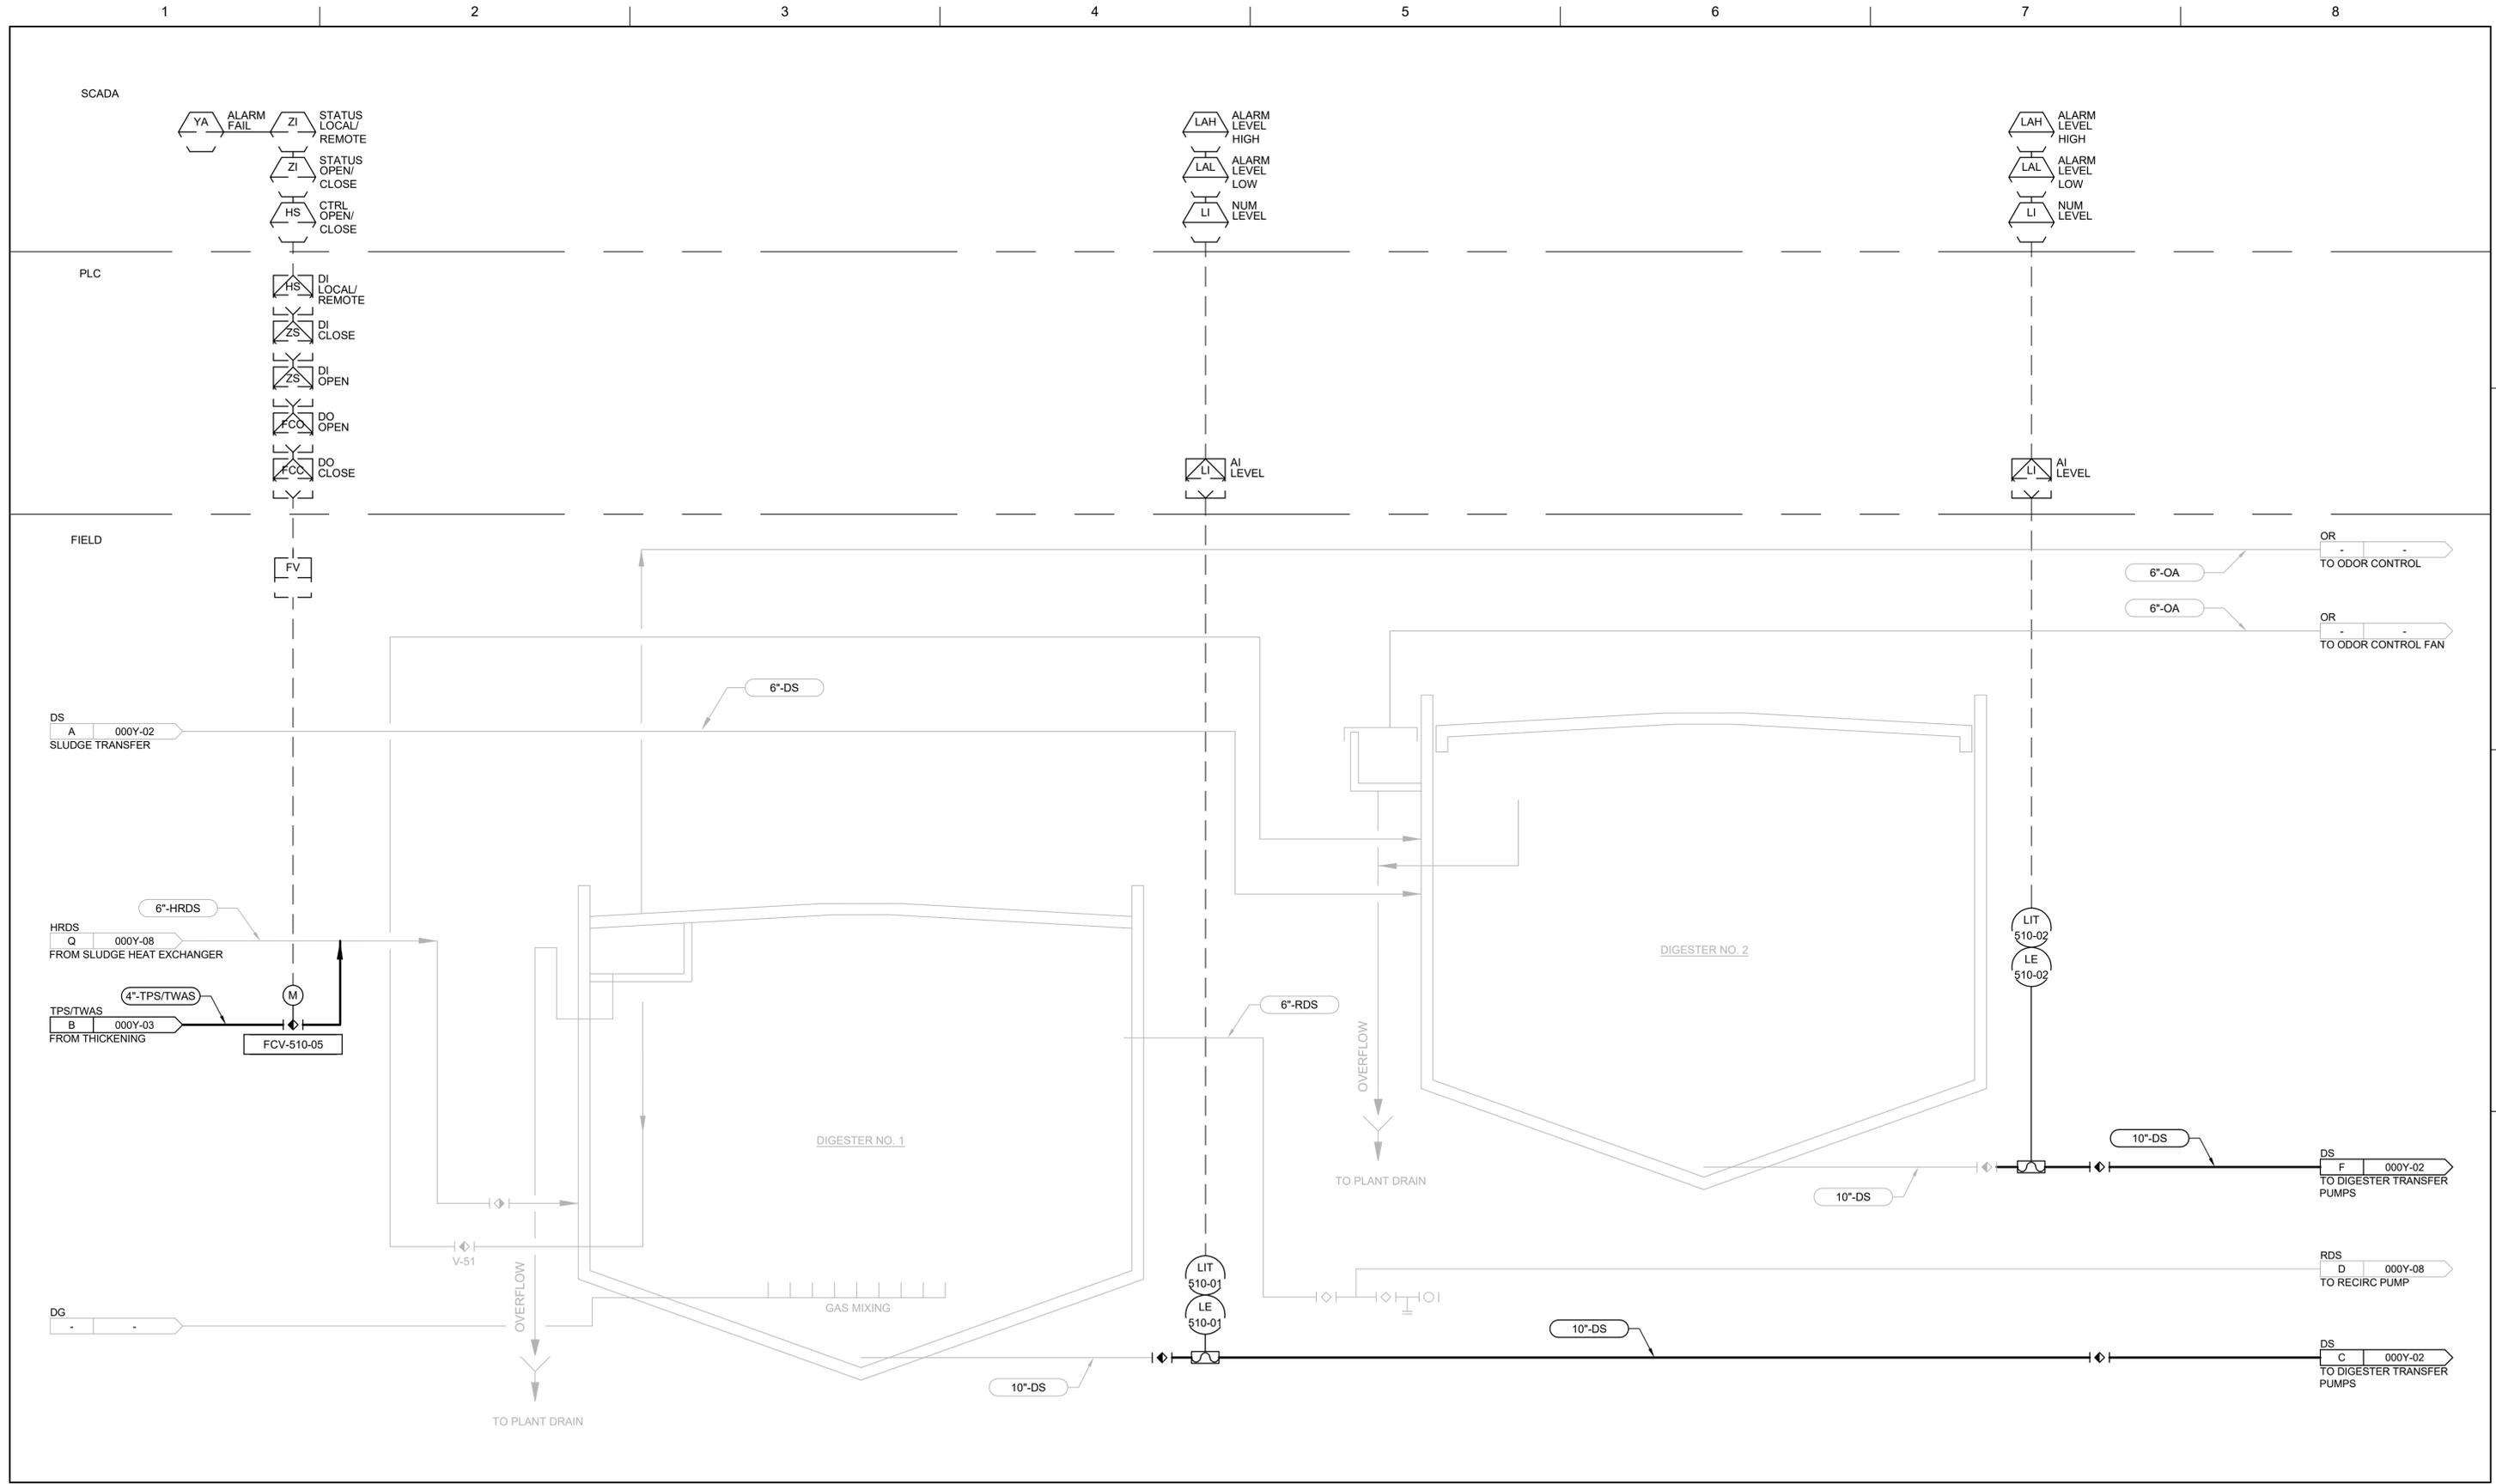 1 2 3 4 5 6 7 8
SCADA
YA
ALARM
FAIL
ZI
STATUS
LOCAL/
REMOTE
ZI
STATUS
OPEN/
CLOSE
HS
CTRL
OPEN/
CLOSE
LAH
ALARM
LEVEL
HIGH
LAL
ALARM
LEVEL
LOW
LI
NUM
LEVEL
LAH
ALARM
LEVEL
HIGH
LAL
ALARM
LEVEL
LOW
LI
NUM
LEVEL
PLC
HS
DI
LOCAL/
REMOTE
ZS
DI
CLOSE
ZS
DI
OPEN
FCO
DO
OPEN
FCC
DO
CLOSE
LI
AI
LEVEL
LI
AI
LEVEL
FIELD
FV
OR
- -
TO ODOR CONTROL
6"-OA
6"-OA
OR
- -
TO ODOR CONTROL FAN
6"-DS
DS
A 000Y-02
SLUDGE TRANSFER
6"-HRDS
HRDS
Q 000Y-08
FROM SLUDGE HEAT EXCHANGER
4"-TPS/TWAS
M
TPS/TWAS
B 000Y-03
FROM THICKENING
FCV-510-05
LIT
510-02
LE
510-02
DIGESTER NO. 2
6"-RDS
OVERFLOW
TO PLANT DRAIN
DIGESTER NO. 1
10"-DS
10"-DS
DS
F 000Y-02
TO DIGESTER TRANSFER
PUMPS
V-51
OVERFLOW
GAS MIXING
LIT
510-01
LE
510-01
RDS
D 000Y-08
TO RECIRC PUMP
DG
- -
10"-DS
10"-DS
DS
C 000Y-02
TO DIGESTER TRANSFER
PUMPS
TO PLANT DRAIN